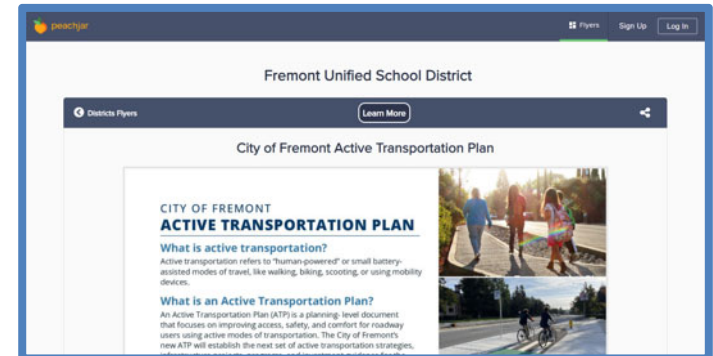 peachjar
Flyers
Sign Up
Log In
Fremont Unified School District
Districts Flyers
Learn More
City of Fremont Active Transportation Plan
CITY OF FREMONT
ACTIVE TRANSPORTATION PLAN
What is active transportation?
Active transportation refers to "human-powered" or small battery-
assisted modes of travel, like walking, biking, scooting, or using mobility
devices.
What is an Active Transportation Plan?
An Active Transportation Plan (ATP) is a planning- level document
that focuses on improving access, safety, and comfort for roadway
users using active modes of transportation. The City of Fremont's
new ATP will establish the next set of active transportation strategies,